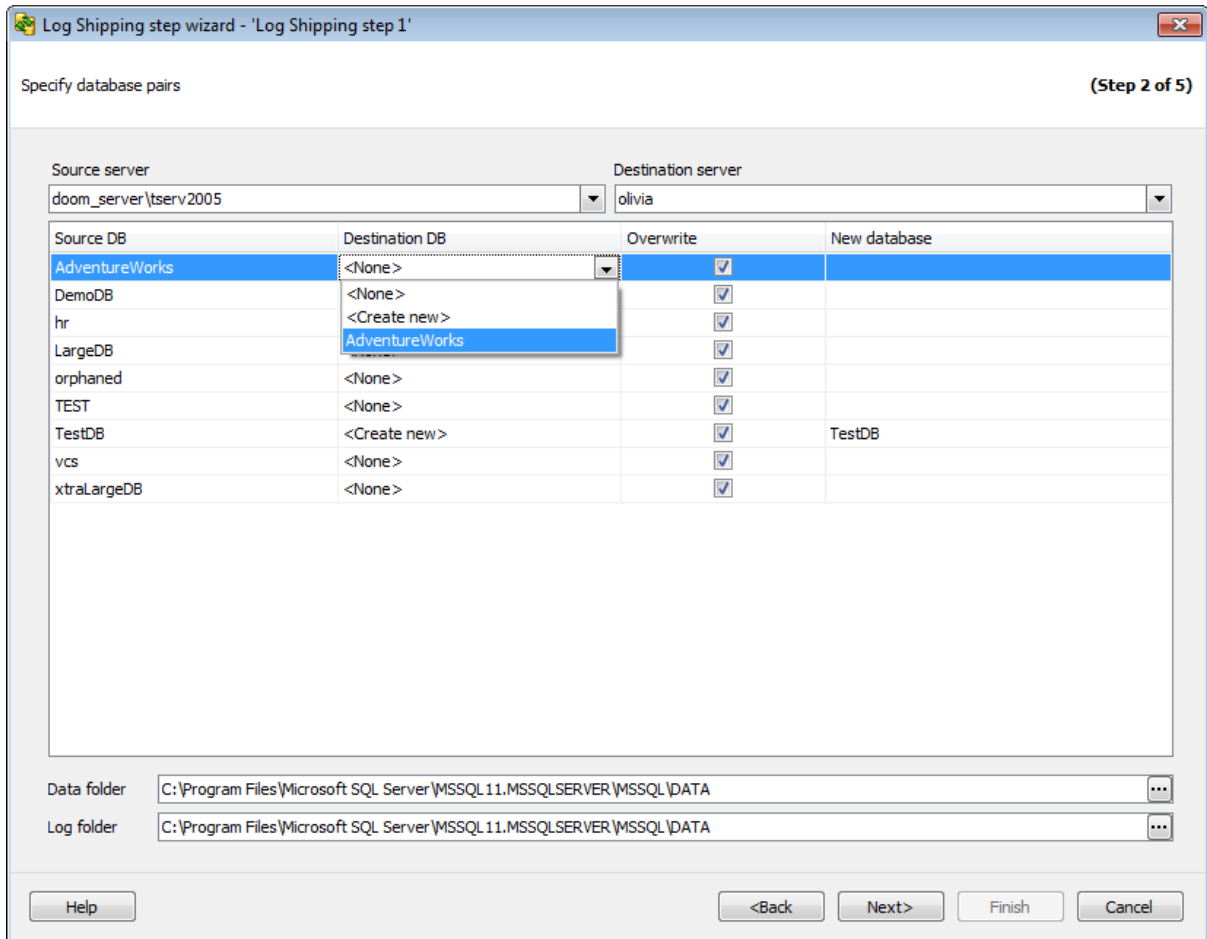 Log Shipping step wizard - 'Log Shipping step 1'
Specify database pairs (Step 2 of 5)
Source server Destination server
doom_server\tserv2005 olivia
Source DB Destination DB Overwrite New database
AdventureWorks <None>
DemoDB <None>
hr <Create new>
AdventureWorks
LargeDB
orphaned <None>
TEST <None>
TestDB <Create new> TestDB
vcs <None>
xtraLargeDB <None>
Data folder C:\Program Files\Microsoft SQL Server\MSSQL11.MSSQLSERVER\MSSQL\DATA
Log folder C:\Program Files\Microsoft SQL Server\MSSQL11.MSSQLSERVER\MSSQL\DATA
Help <Back Next> Finish Cancel